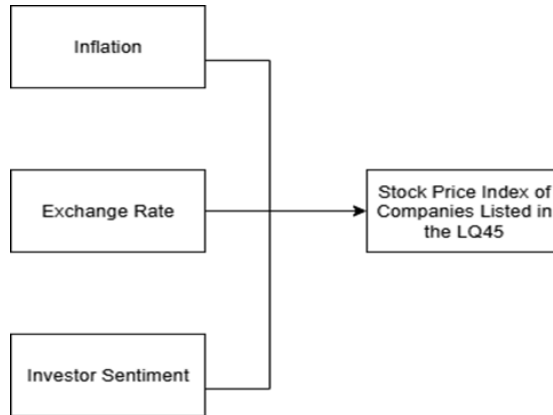 Inflation
Exchange Rate
Stock Price Index of
Companies Listed in
the LQ45
Investor Sentiment